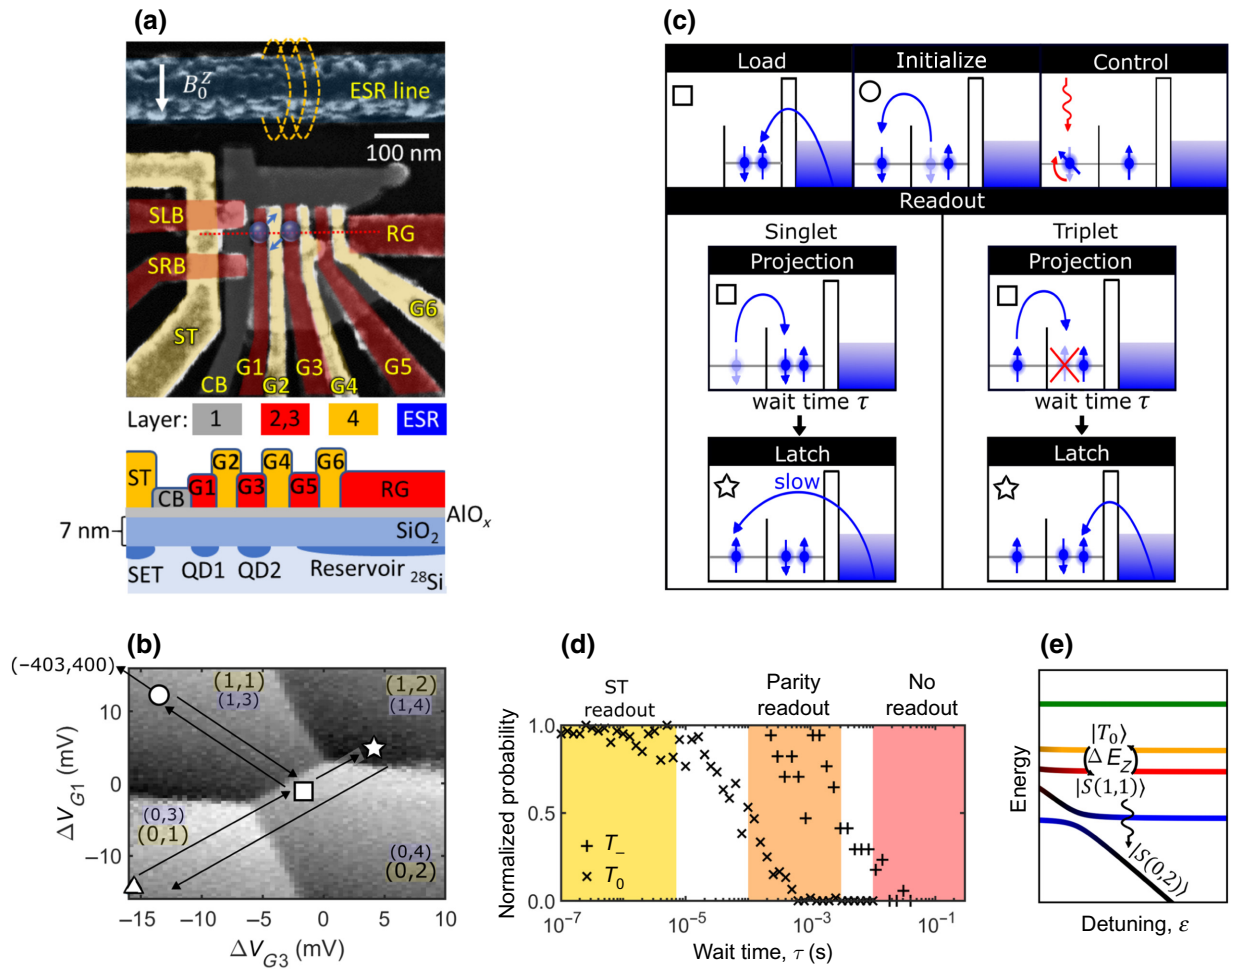 (a)
B₀ᶻ
ESR line
100 nm
SLB
RG
SRB
ST
G6
CB
G1
G2
G3
G4
G5
Layer: 1 2,3 4 ESR
ST
CB
G1
G2
G3
G4
G5
G6
RG
AlOₓ
7 nm
SiO₂
SET
QD1
QD2
Reservoir
²⁸Si
(b)
(−403,400)
(1,1)
(1,3)
(1,2)
(1,4)
(0,3)
(0,1)
(0,4)
(0,2)
10
0
−10
ΔV_G1 (mV)
−15 −10 −5 0 5 10
ΔV_G3 (mV)
(c)
Load
Initialize
Control
Readout
Singlet
Triplet
Projection
Projection
wait time τ
wait time τ
Latch
Latch
slow
(d)
ST
readout
Parity
readout
No
readout
Normalized probability
1.0
0.5
0.0
+ T₋
× T₀
10⁻⁷ 10⁻⁵ 10⁻³ 10⁻¹
Wait time, τ (s)
(e)
Energy
|T₀⟩
ΔE_Z
|S(1,1)⟩
|S(0,2)⟩
Detuning, ε